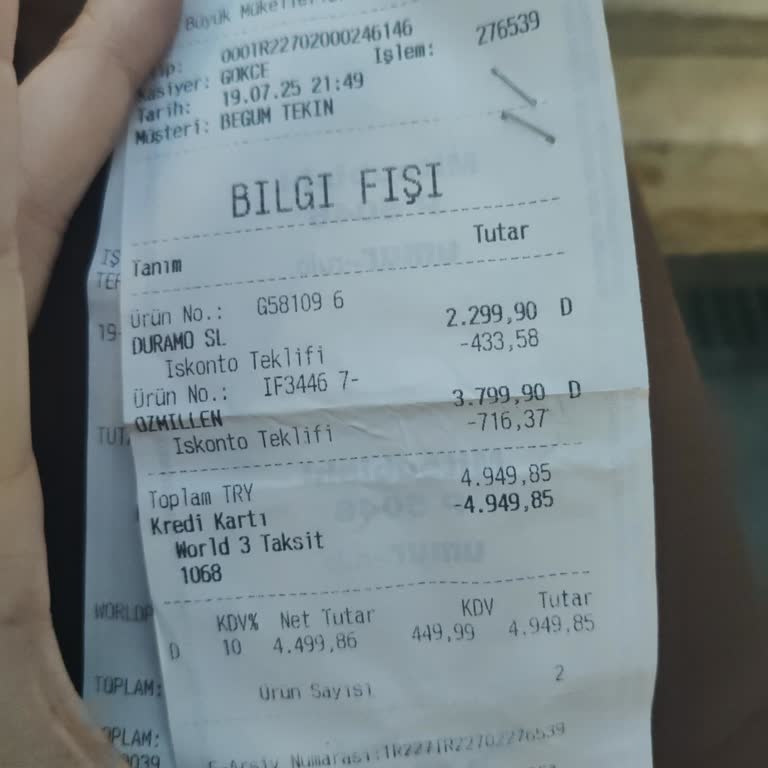 Büyük
0001R22702000246146
Kasiyer: GOKCE İşlem: 276539
Tarih: 19.07.25 21:49
Müşteri: BEGUM TEKIN
BILGI FIŞI
Tanım Tutar
Ürün No.: G58109 6
DURAMO SL 2.299,90 D
Iskonto Teklifi -433,58
Ürün No.: IF3446 7-
OZMILLEN 3.799,90 D
Iskonto Teklifi -716,37
Toplam TRY 4.949,85
Kredi Kartı -4.949,85
World 3 Taksit
1068
KDV% Net Tutar KDV Tutar
D 10 4.499,86 449,99 4.949,85
Ürün Sayısı 2
E-Arşiv Numarası:1R2271R22702276539
19-
TOPLAM: